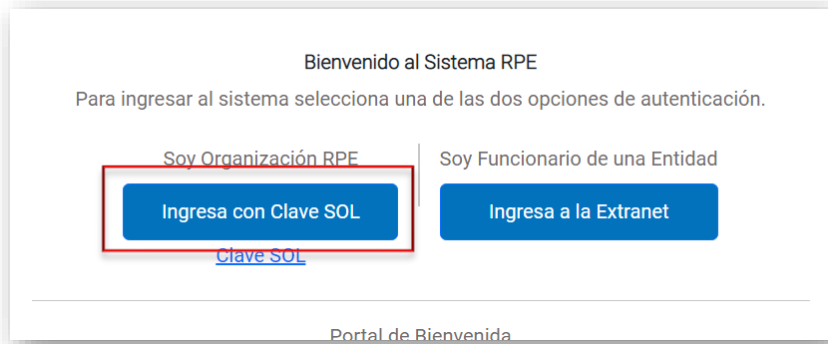 Bienvenido al Sistema RPE
Para ingresar al sistema selecciona una de las dos opciones de autenticación.
Soy Organización RPE
Ingresa con Clave SOL
Clave SOL
Soy Funcionario de una Entidad
Ingresa a la Extranet
Portal de Bienvenida